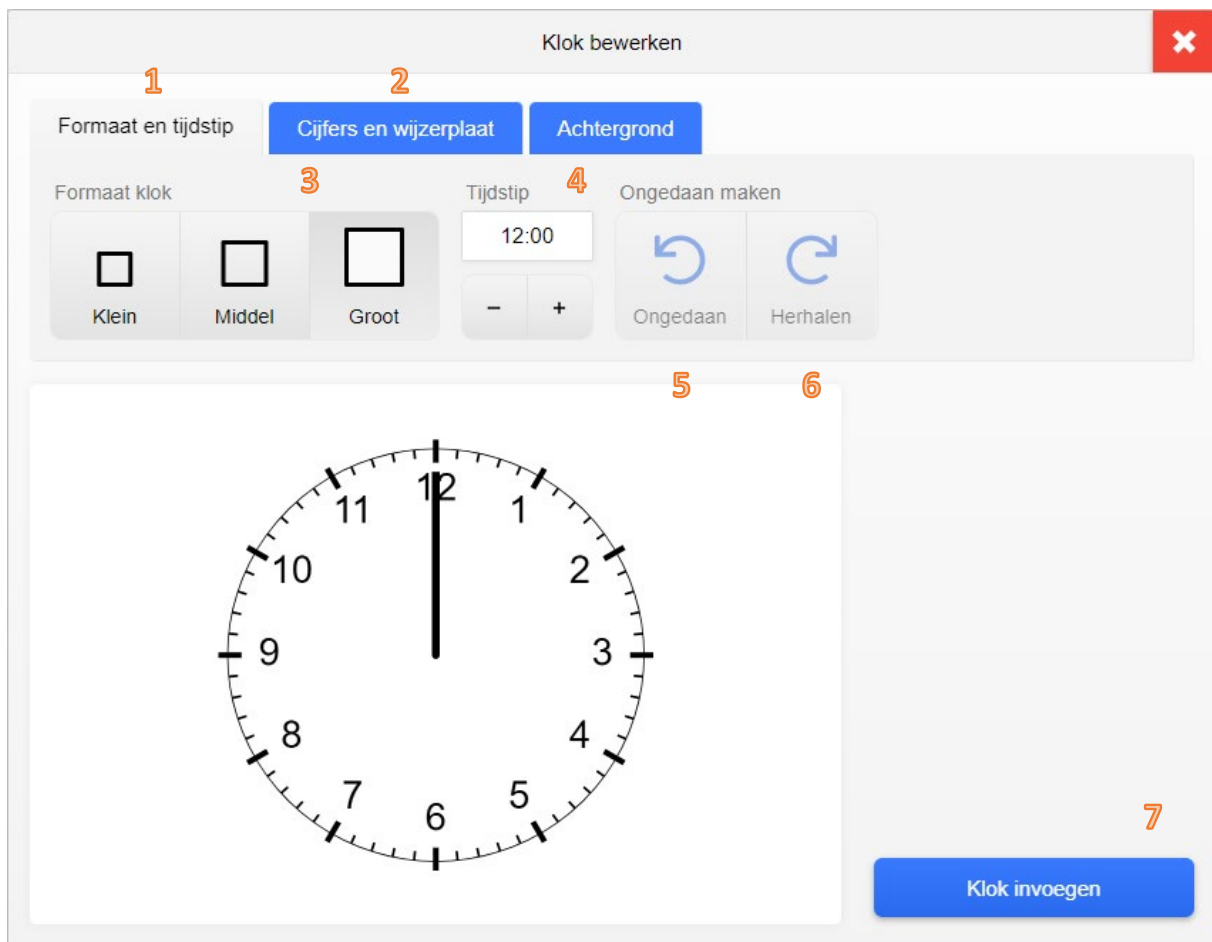 Klok bewerken
1
2
Formaat en tijdstip
Cijfers en wijzerplaat
Achtergrond
3
4
Formaat klok
Tijdstip
Ongedaan maken
12:00
Klein
Middel
Groot
−
+
Ongedaan
Herhalen
5
6
12
11
1
10
2
9
3
8
4
7
5
6
7
Klok invoegen